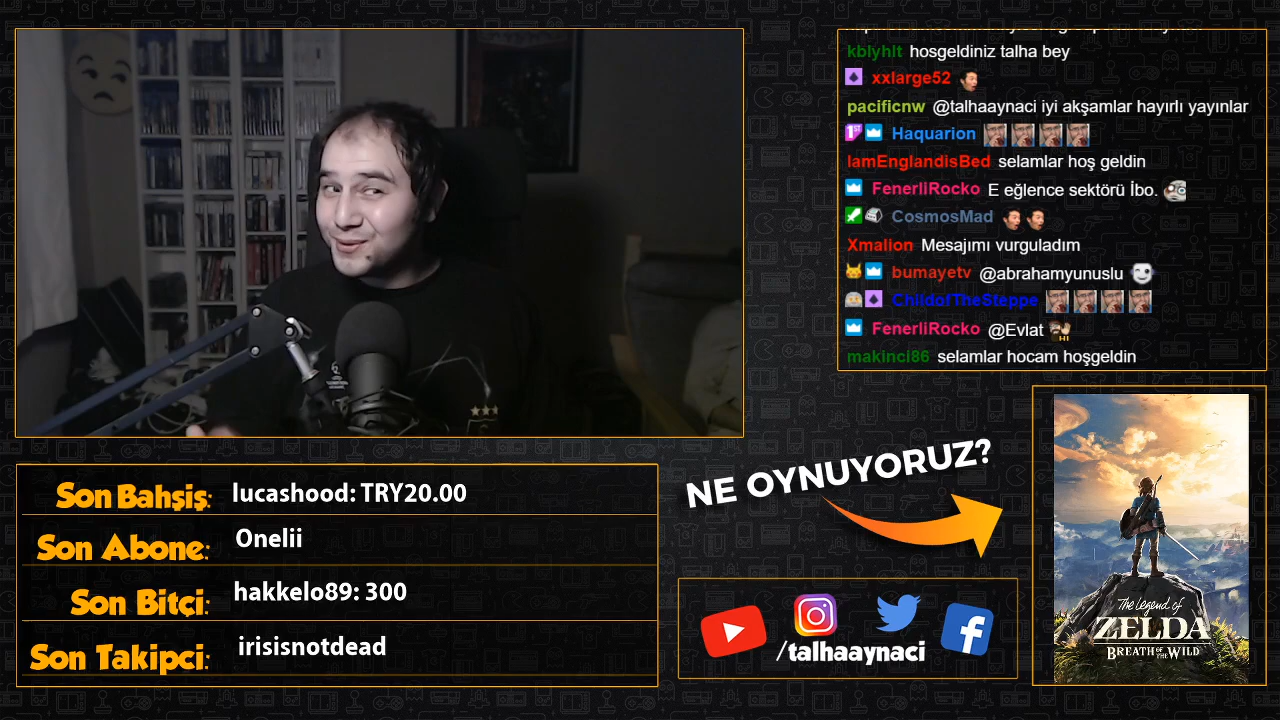 kblyhlt hosgeldiniz talha bey
xxlarge52
pacificnw @talhaaynaci iyi akşamlar hayırlı yayınlar
1ST Haquarion
IamEnglandisBed selamlar hoş geldin
FenerliRocko E eğlence sektörü İbo.
CosmosMad
Xmalion Mesajımı vurguladım
bumayetv @abrahamyunuslu
ChildofTheSteppe
FenerliRocko @Evlat HI
makinci86 selamlar hocam hoşgeldin
Son Bahşiş: lucashood: TRY20.00
Son Abone: Onelii
Son Bitçi: hakkelo89: 300
Son Takipci: irisisnotdead
NE OYNUYORUZ?
/talhaaynaci
The Legend of
ZELDA
BREATH OF THE WILD